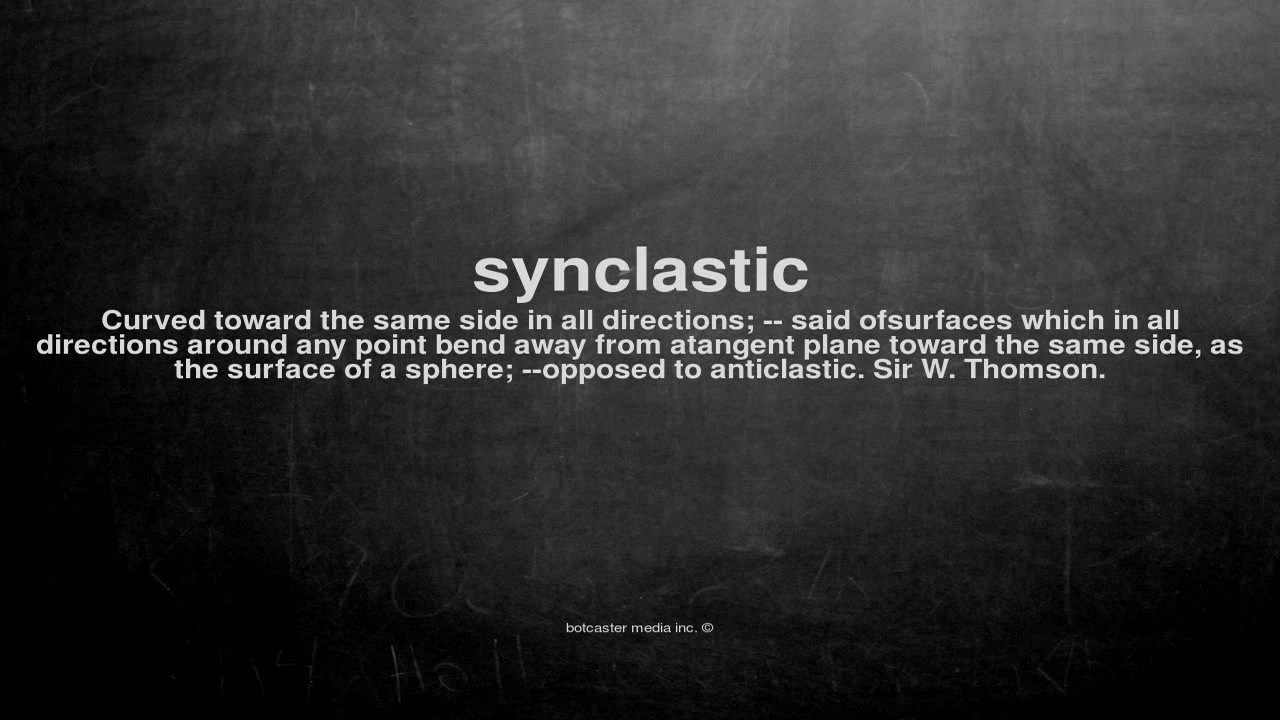 synclastic
Curved toward the same side in all directions; -- said ofsurfaces which in all
directions around any point bend away from atangent plane toward the same side, as
the surface of a sphere; --opposed to anticlastic. Sir W. Thomson.
botcaster media inc. ©